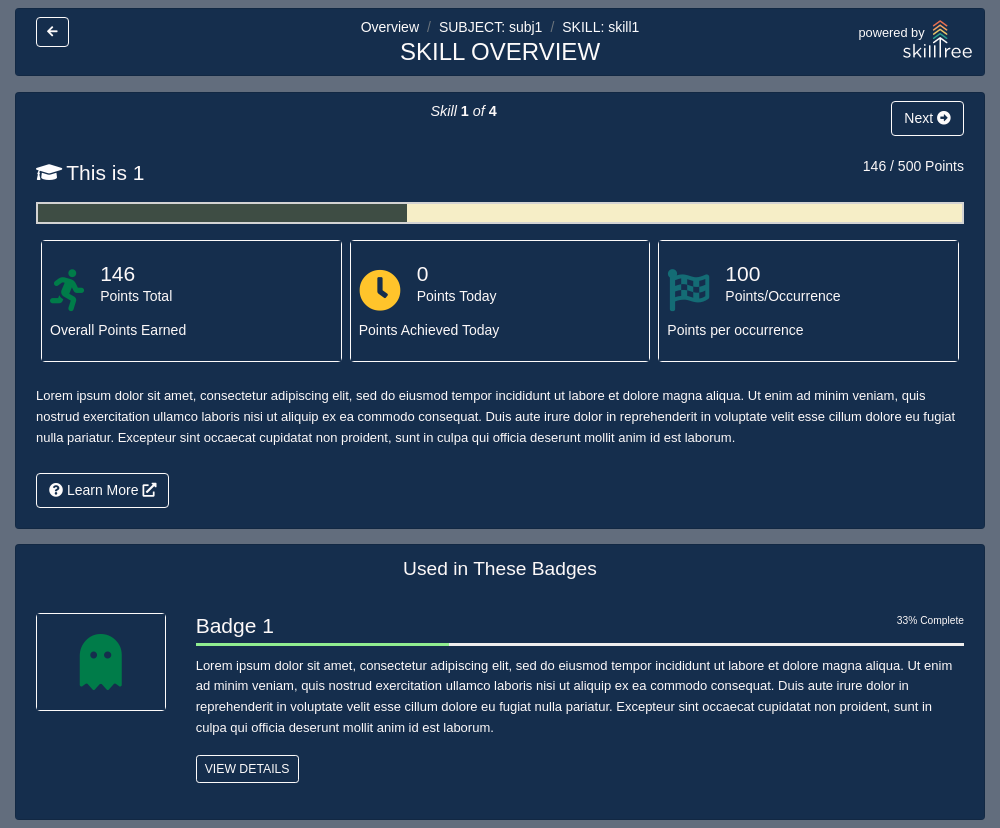 Overview / SUBJECT: subj1 / SKILL: skill1
SKILL OVERVIEW
powered by
skilltree
Skill 1 of 4
Next
This is 1
146 / 500 Points
146
Points Total
Overall Points Earned
0
Points Today
Points Achieved Today
100
Points/Occurrence
Points per occurrence
Lorem ipsum dolor sit amet, consectetur adipiscing elit, sed do eiusmod tempor incididunt ut labore et dolore magna aliqua. Ut enim ad minim veniam, quis
nostrud exercitation ullamco laboris nisi ut aliquip ex ea commodo consequat. Duis aute irure dolor in reprehenderit in voluptate velit esse cillum dolore eu fugiat
nulla pariatur. Excepteur sint occaecat cupidatat non proident, sunt in culpa qui officia deserunt mollit anim id est laborum.
Learn More
Used in These Badges
Badge 1
33% Complete
Lorem ipsum dolor sit amet, consectetur adipiscing elit, sed do eiusmod tempor incididunt ut labore et dolore magna aliqua. Ut enim
ad minim veniam, quis nostrud exercitation ullamco laboris nisi ut aliquip ex ea commodo consequat. Duis aute irure dolor in
reprehenderit in voluptate velit esse cillum dolore eu fugiat nulla pariatur. Excepteur sint occaecat cupidatat non proident, sunt in
culpa qui officia deserunt mollit anim id est laborum.
VIEW DETAILS